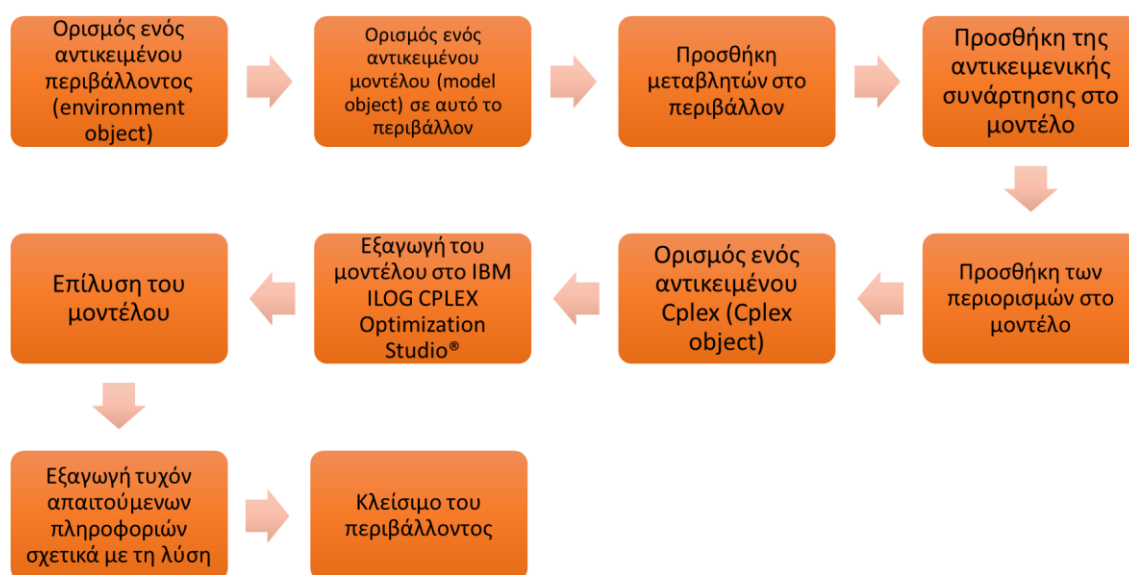 Ορισμός ενός
αντικειμένου
περιβάλλοντος
(environment
object)
Ορισμός ενός
αντικειμένου
μοντέλου (model
object) σε αυτό το
περιβάλλον
Προσθήκη
μεταβλητών στο
περιβάλλον
Προσθήκη της
αντικειμενικής
συνάρτησης στο
μοντέλο
Προσθήκη των
περιορισμών στο
μοντέλο
Ορισμός ενός
αντικειμένου
Cplex (Cplex
object)
Εξαγωγή του
μοντέλου στο IBM
ILOG CPLEX
Optimization
Studio®
Επίλυση του
μοντέλου
Εξαγωγή τυχόν
απαιτούμενων
πληροφοριών
σχετικά με τη λύση
Κλείσιμο του
περιβάλλοντος